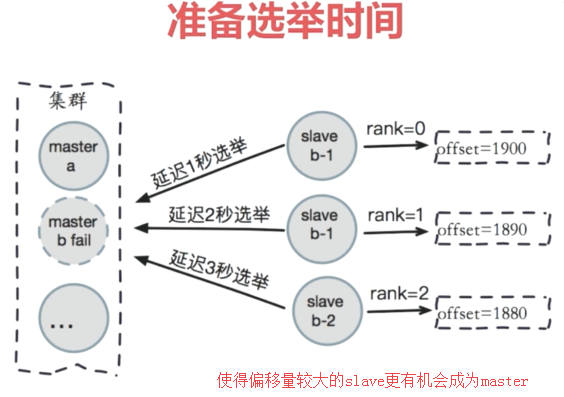 准备选举时间
集群
master
a
master
b fail
...
延迟1秒选举
延迟2秒选举
延迟3秒选举
slave
b-1
rank=0
offset=1900
slave
b-1
rank=1
offset=1890
slave
b-2
rank=2
offset=1880
使得偏移量较大的slave更有机会成为master